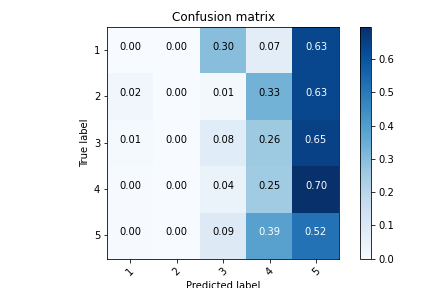 Confusion matrix
1 0.00 0.00 0.30 0.07 0.63
2 0.02 0.00 0.01 0.33 0.63
3 0.01 0.00 0.08 0.26 0.65
4 0.00 0.00 0.04 0.25 0.70
5 0.00 0.00 0.09 0.39 0.52
1 2 3 4 5
True label
Predicted label
0.6
0.5
0.4
0.3
0.2
0.1
0.0